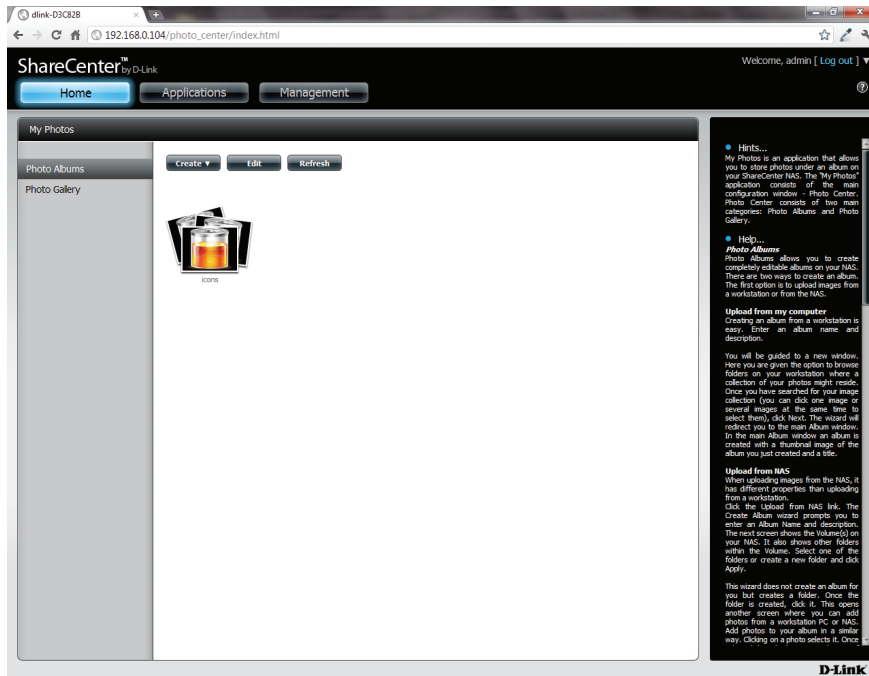 dlink-D3C82B
192.168.0.104/photo_center/index.html
ShareCenter™ by D-Link
Welcome, admin [ Log out ]
Home
Applications
Management
My Photos
Photo Albums
Photo Gallery
Create
Edit
Refresh
icons
Hints...
My Photos is an application that allows
you to store photos under an album on
your ShareCenter NAS. The "My Photos"
application consists of the main
configuration window - Photo Center.
Photo Center consists of two main
categories: Photo Albums and Photo
Gallery.
Help...
Photo Albums
Photo Albums allows you to create
completely editable albums on your NAS.
There are two ways to create an album.
The first option is to upload images from
a workstation or from the NAS.
Upload from my computer
Creating an album from a workstation is
easy. Enter an album name and
description.
You will be guided to a new window.
Here you are given the option to browse
folders on your workstation where a
collection of your photos might reside.
Once you have searched for your image
collection (you can click one image or
several images at the same time to
select them), click Next. The wizard will
redirect you to the main Album window.
In the main Album window an album is
created with a thumbnail image of the
album you just created and a title.
Upload from NAS
When uploading images from the NAS, it
has different properties than uploading
from a workstation.
Click the Upload from NAS link. The
Create Album wizard prompts you to
enter an Album Name and description.
The next screen shows the Volume(s) on
your NAS. It also shows other folders
within the Volume. Select one of the
folders or create a new folder and click
Apply.
This wizard does not create an album for
you but creates a folder. Once the
folder is created, click it. This opens
another screen where you can add
photos from a workstation PC or NAS.
Add photos to your album in a similar
way. Clicking on a photo selects it. Once
D-Link